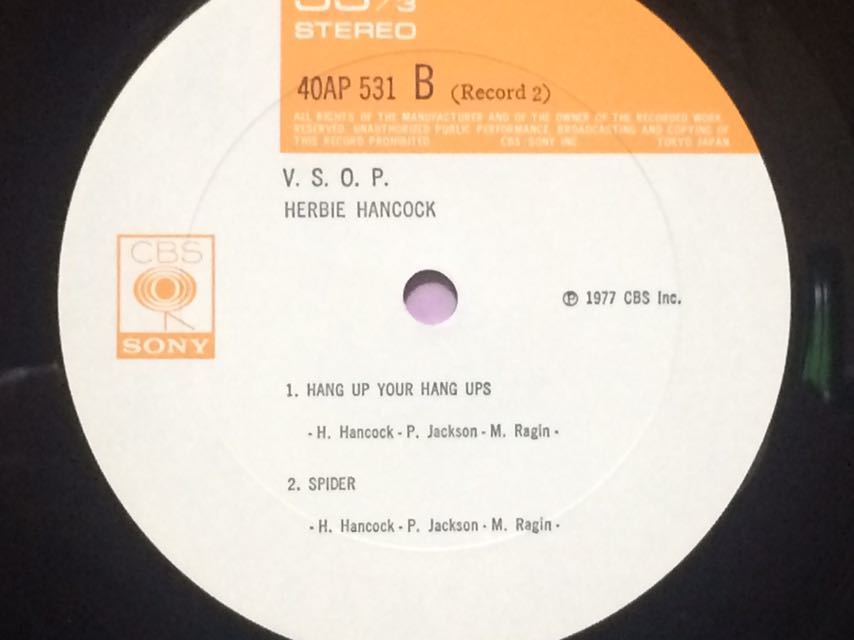 STEREO
40AP 531 B (Record 2)
ALL RIGHTS OF THE MANUFACTURER AND OF THE OWNER OF THE RECORDED WORK
RESERVED. UNAUTHORIZED PUBLIC PERFORMANCE, BROADCASTING AND COPYING OF
THIS RECORD PROHIBITED CBS/SONY INC. TOKYO JAPAN
V. S. O. P.
HERBIE HANCOCK
CBS
SONY
Ⓟ 1977 CBS Inc.
1. HANG UP YOUR HANG UPS
- H. Hancock - P. Jackson - M. Ragin -
2. SPIDER
- H. Hancock - P. Jackson - M. Ragin -